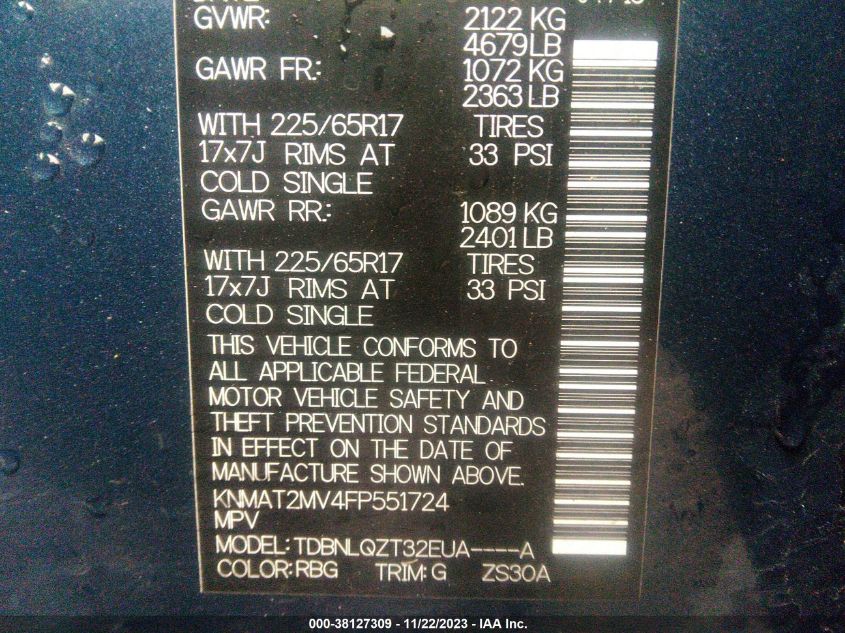 GVWR: 2122 KG
4679 LB
GAWR FR.: 1072 KG
2363 LB
WITH 225/65R17 TIRES
17x7J RIMS AT 33 PSI
COLD SINGLE
GAWR RR.: 1089 KG
2401 LB
WITH 225/65R17 TIRES
17x7J RIMS AT 33 PSI
COLD SINGLE
THIS VEHICLE CONFORMS TO
ALL APPLICABLE FEDERAL
MOTOR VEHICLE SAFETY AND
THEFT PREVENTION STANDARDS
IN EFFECT ON THE DATE OF
MANUFACTURE SHOWN ABOVE.
KNMAT2MV4FP551724
MPV
MODEL:TDBNLQZT32EUA----A
COLOR:RBG TRIM:G ZS30A
000-38127309 - 11/22/2023 - IAA Inc.